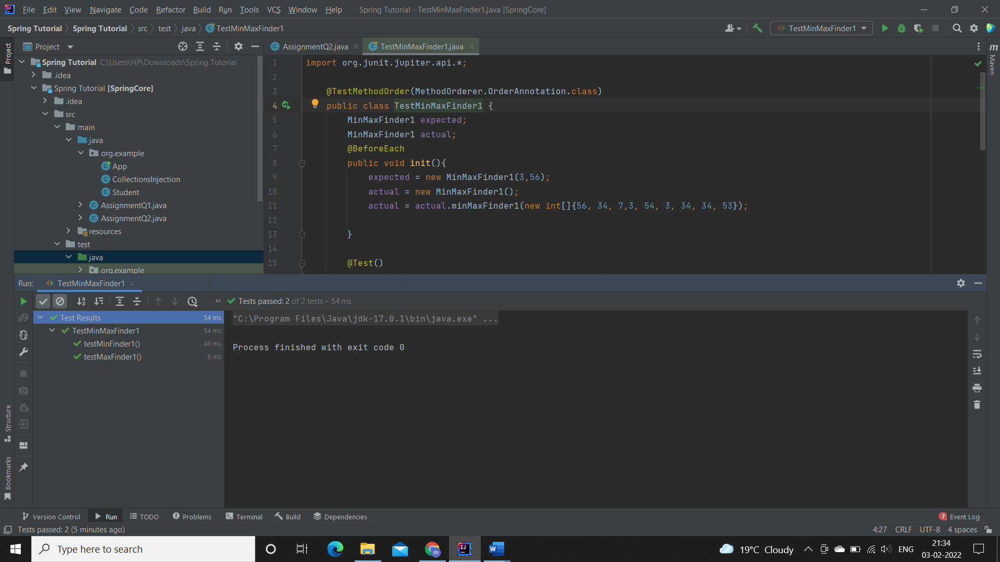 File Edit View Navigate Code Refactor Build Run Tools VCS Window Help Spring Tutorial - TestMinMaxFinder1.java [SpringCore]
Spring Tutorial Spring Tutorial src test java TestMinMaxFinder1
TestMinMaxFinder1
Project
Project
AssignmentQ2.java
TestMinMaxFinder1.java
Maven
Spring Tutorial C:\Users\HP\Downloads\Spring Tutorial
.idea
Spring Tutorial [SpringCore]
.idea
src
main
java
org.example
App
CollectionsInjection
Student
AssignmentQ1.java
AssignmentQ2.java
resources
test
java
org.example
1 import org.junit.jupiter.api.*;
2
3 @TestMethodOrder(MethodOrderer.OrderAnnotation.class)
4 public class TestMinMaxFinder1 {
5 MinMaxFinder1 expected;
6 MinMaxFinder1 actual;
7 @BeforeEach
8 public void init(){
9 expected = new MinMaxFinder1(3,56);
10 actual = new MinMaxFinder1();
11 actual = actual.minMaxFinder1(new int[]{56, 34, 7,3, 54, 3, 34, 34, 53});
12
13 }
14
15 @Test()
Run: TestMinMaxFinder1
Tests passed: 2 of 2 tests – 54 ms
Test Results 54 ms
TestMinMaxFinder1 54 ms
testMinFinder1() 48 ms
testMaxFinder1() 6 ms
"C:\Program Files\Java\jdk-17.0.1\bin\java.exe" ...
Process finished with exit code 0
Structure
Bookmarks
Version Control Run TODO Problems Terminal Build Dependencies 7 Event Log
Tests passed: 2 (5 minutes ago) 4:27 CRLF UTF-8 4 spaces
Type here to search
19°C Cloudy
ENG
21:34
03-02-2022